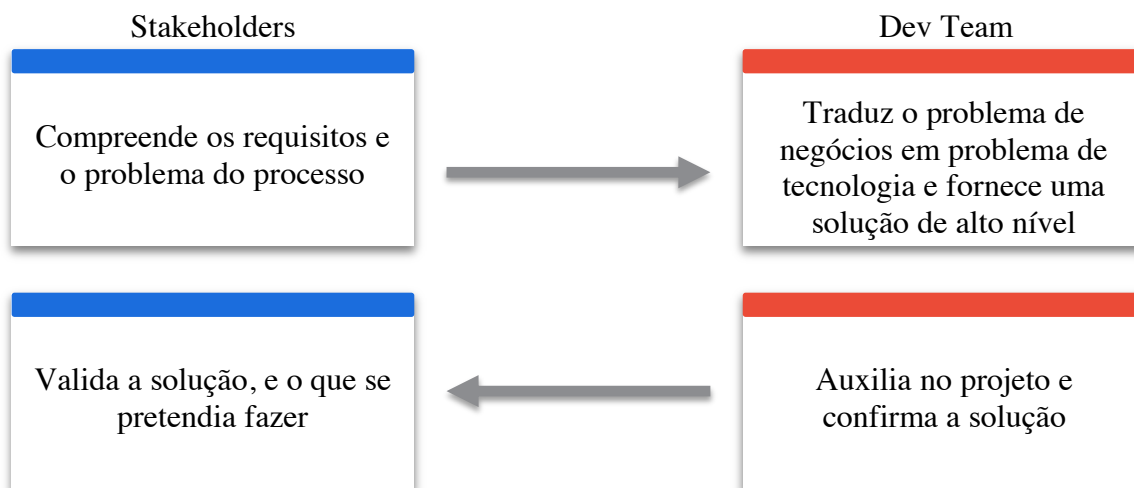 Stakeholders
Dev Team
Compreende os requisitos e
o problema do processo
Traduz o problema de
negócios em problema de
tecnologia e fornece uma
solução de alto nível
Valida a solução, e o que se
pretendia fazer
Auxilia no projeto e
confirma a solução